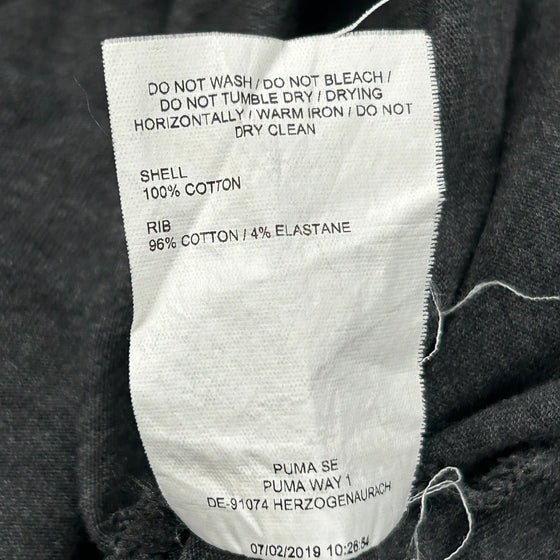 DO NOT WASH / DO NOT BLEACH /
DO NOT TUMBLE DRY / DRYING
HORIZONTALLY / WARM IRON / DO NOT
DRY CLEAN
SHELL
100% COTTON
RIB
96% COTTON / 4% ELASTANE
PUMA SE
PUMA WAY 1
DE-91074 HERZOGENAURACH
07/02/2019 10:26:54